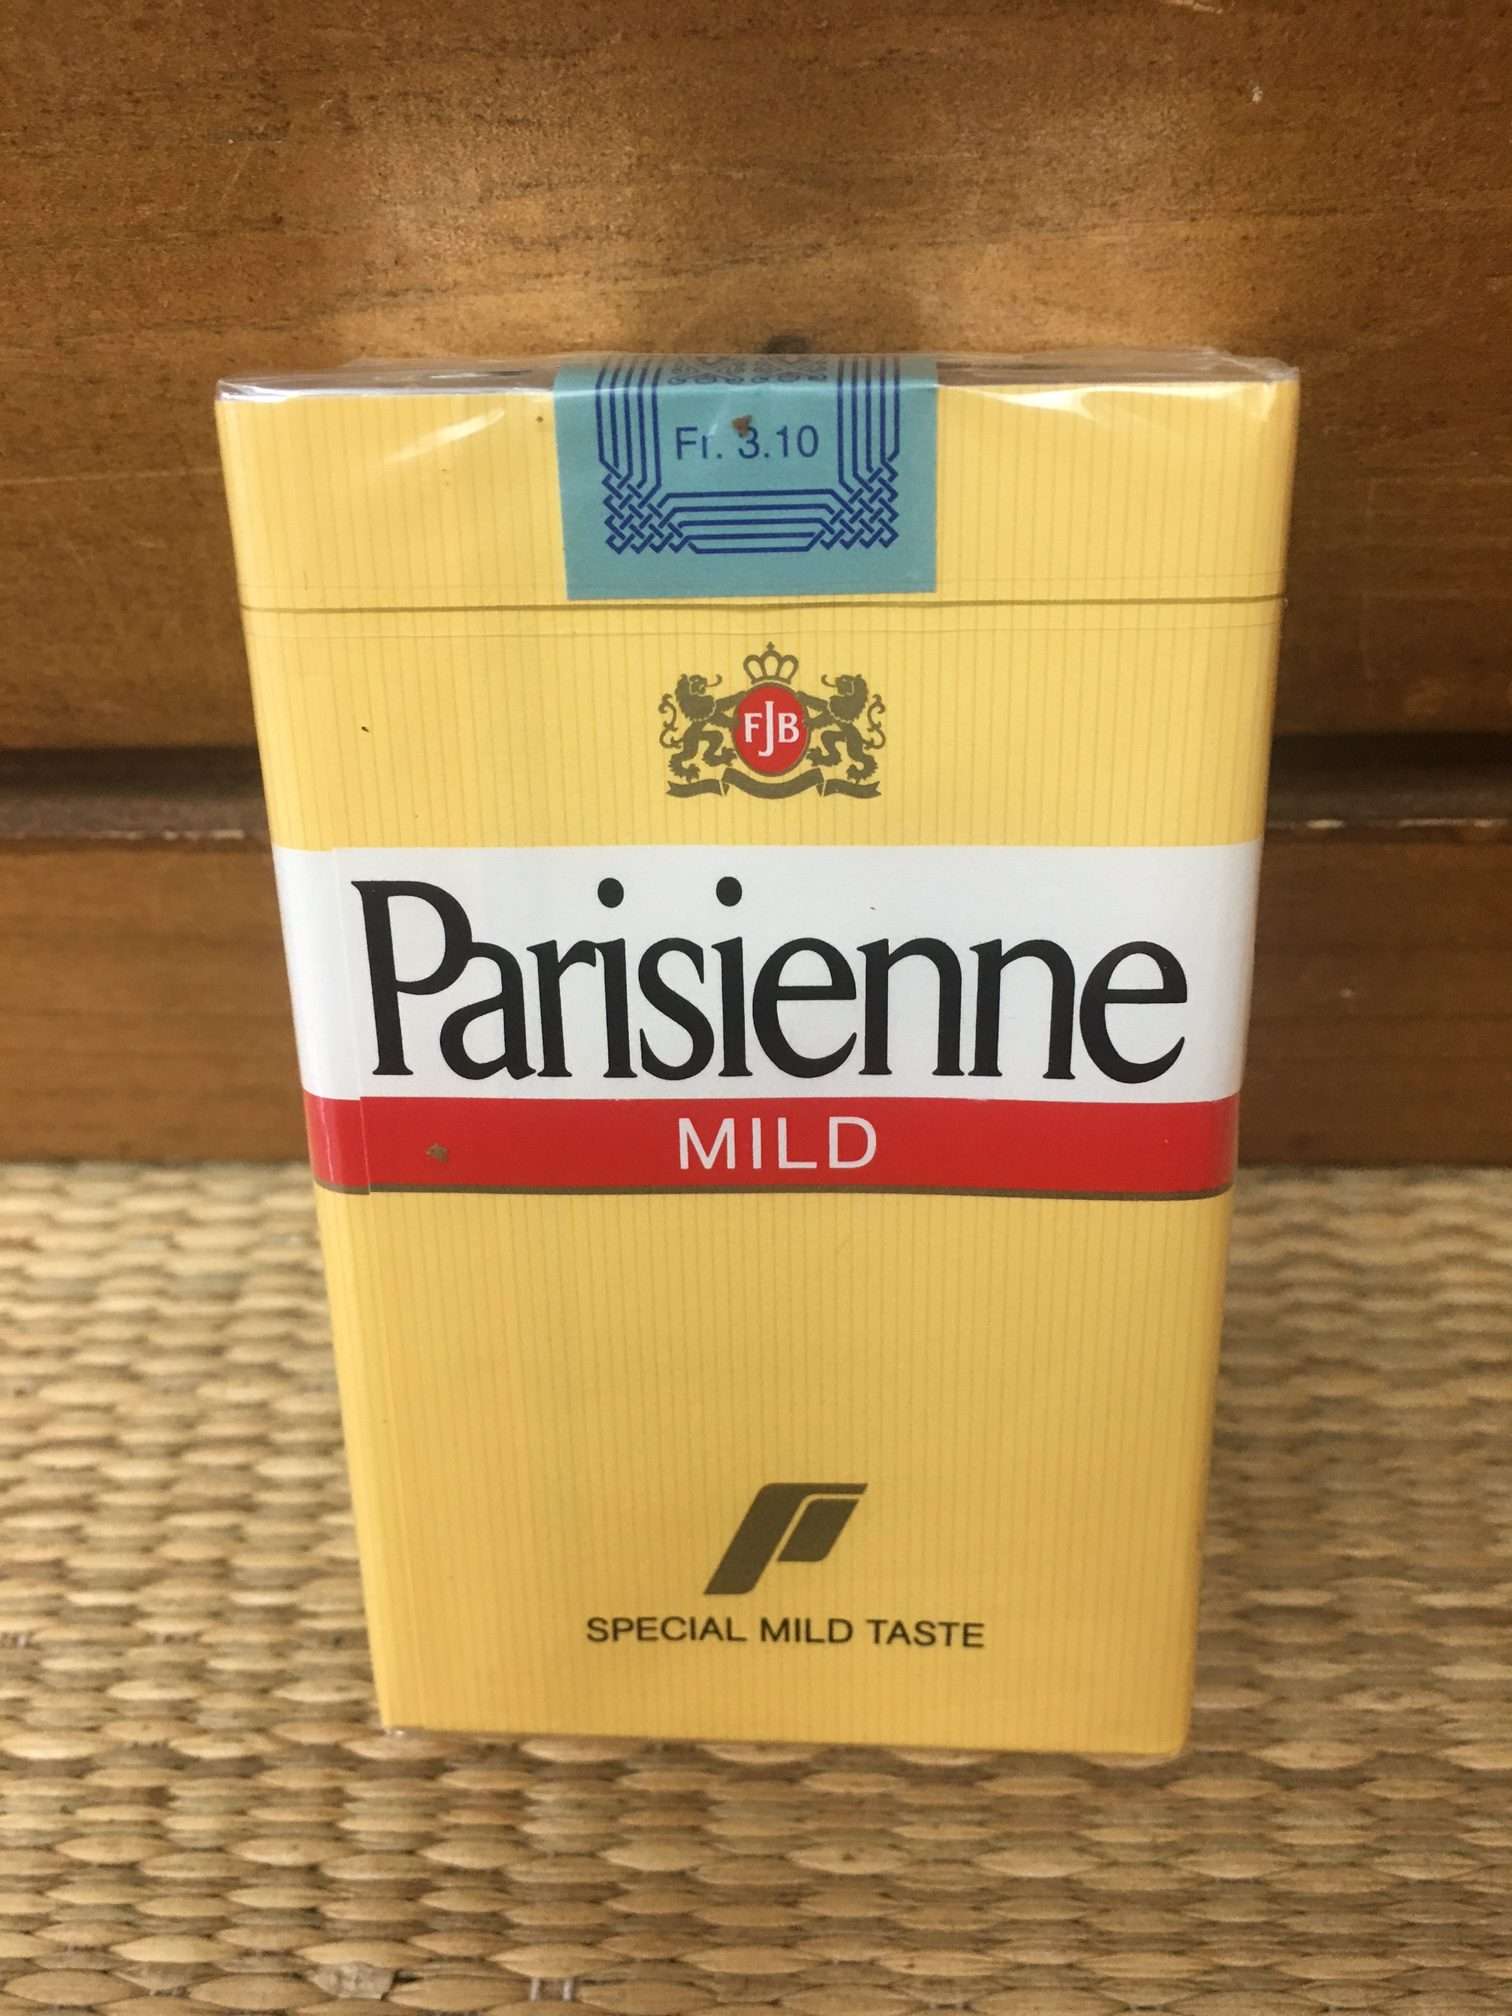 Fr. 3.10
FJB
Parisienne
MILD
SPECIAL MILD TASTE